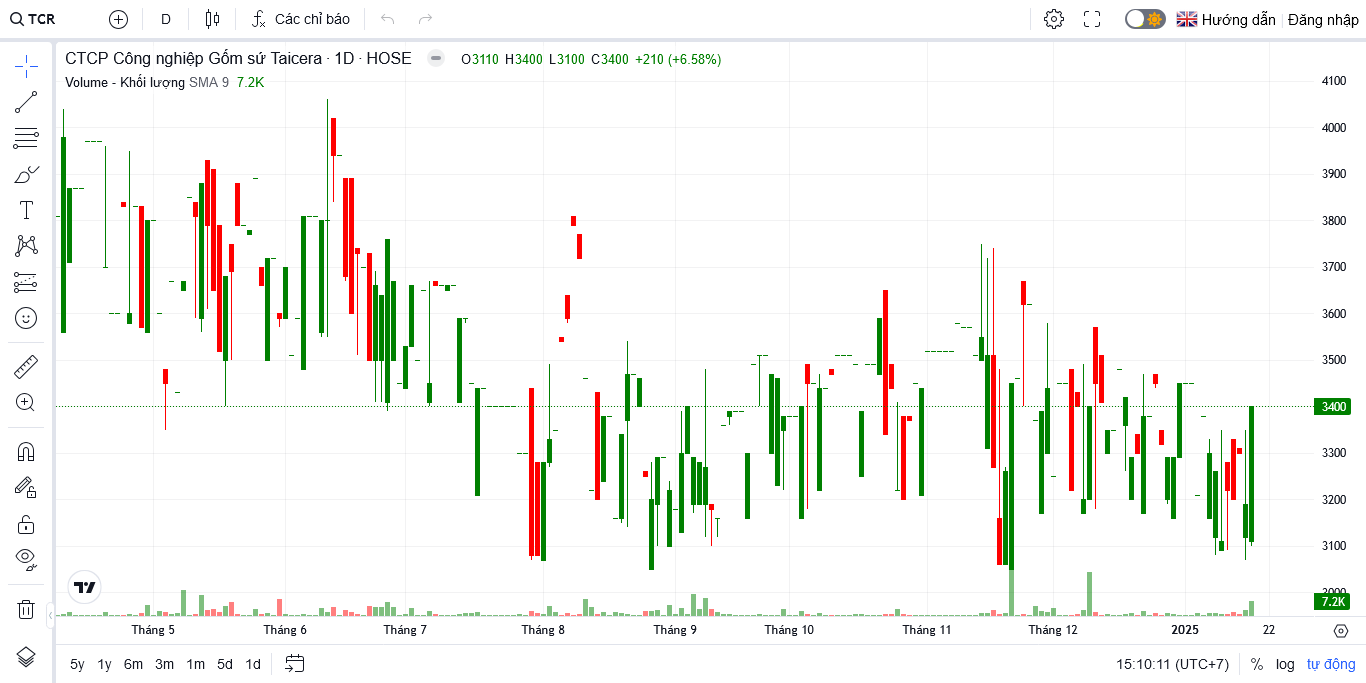 TCR D Các chỉ báo Hướng dẫn Đăng nhập
CTCP Công nghiệp Gốm sứ Taicera · 1D · HOSE O3110 H3400 L3100 C3400 +210 (+6.58%)
Volume - Khối lượng SMA 9 7.2K
4100
4000
3900
3800
3700
3600
3500
3400
3300
3200
3100
3000
7.2K
Tháng 5 Tháng 6 Tháng 7 Tháng 8 Tháng 9 Tháng 10 Tháng 11 Tháng 12 2025 22
5y 1y 6m 3m 1m 5d 1d 15:10:11 (UTC+7) % log tự động